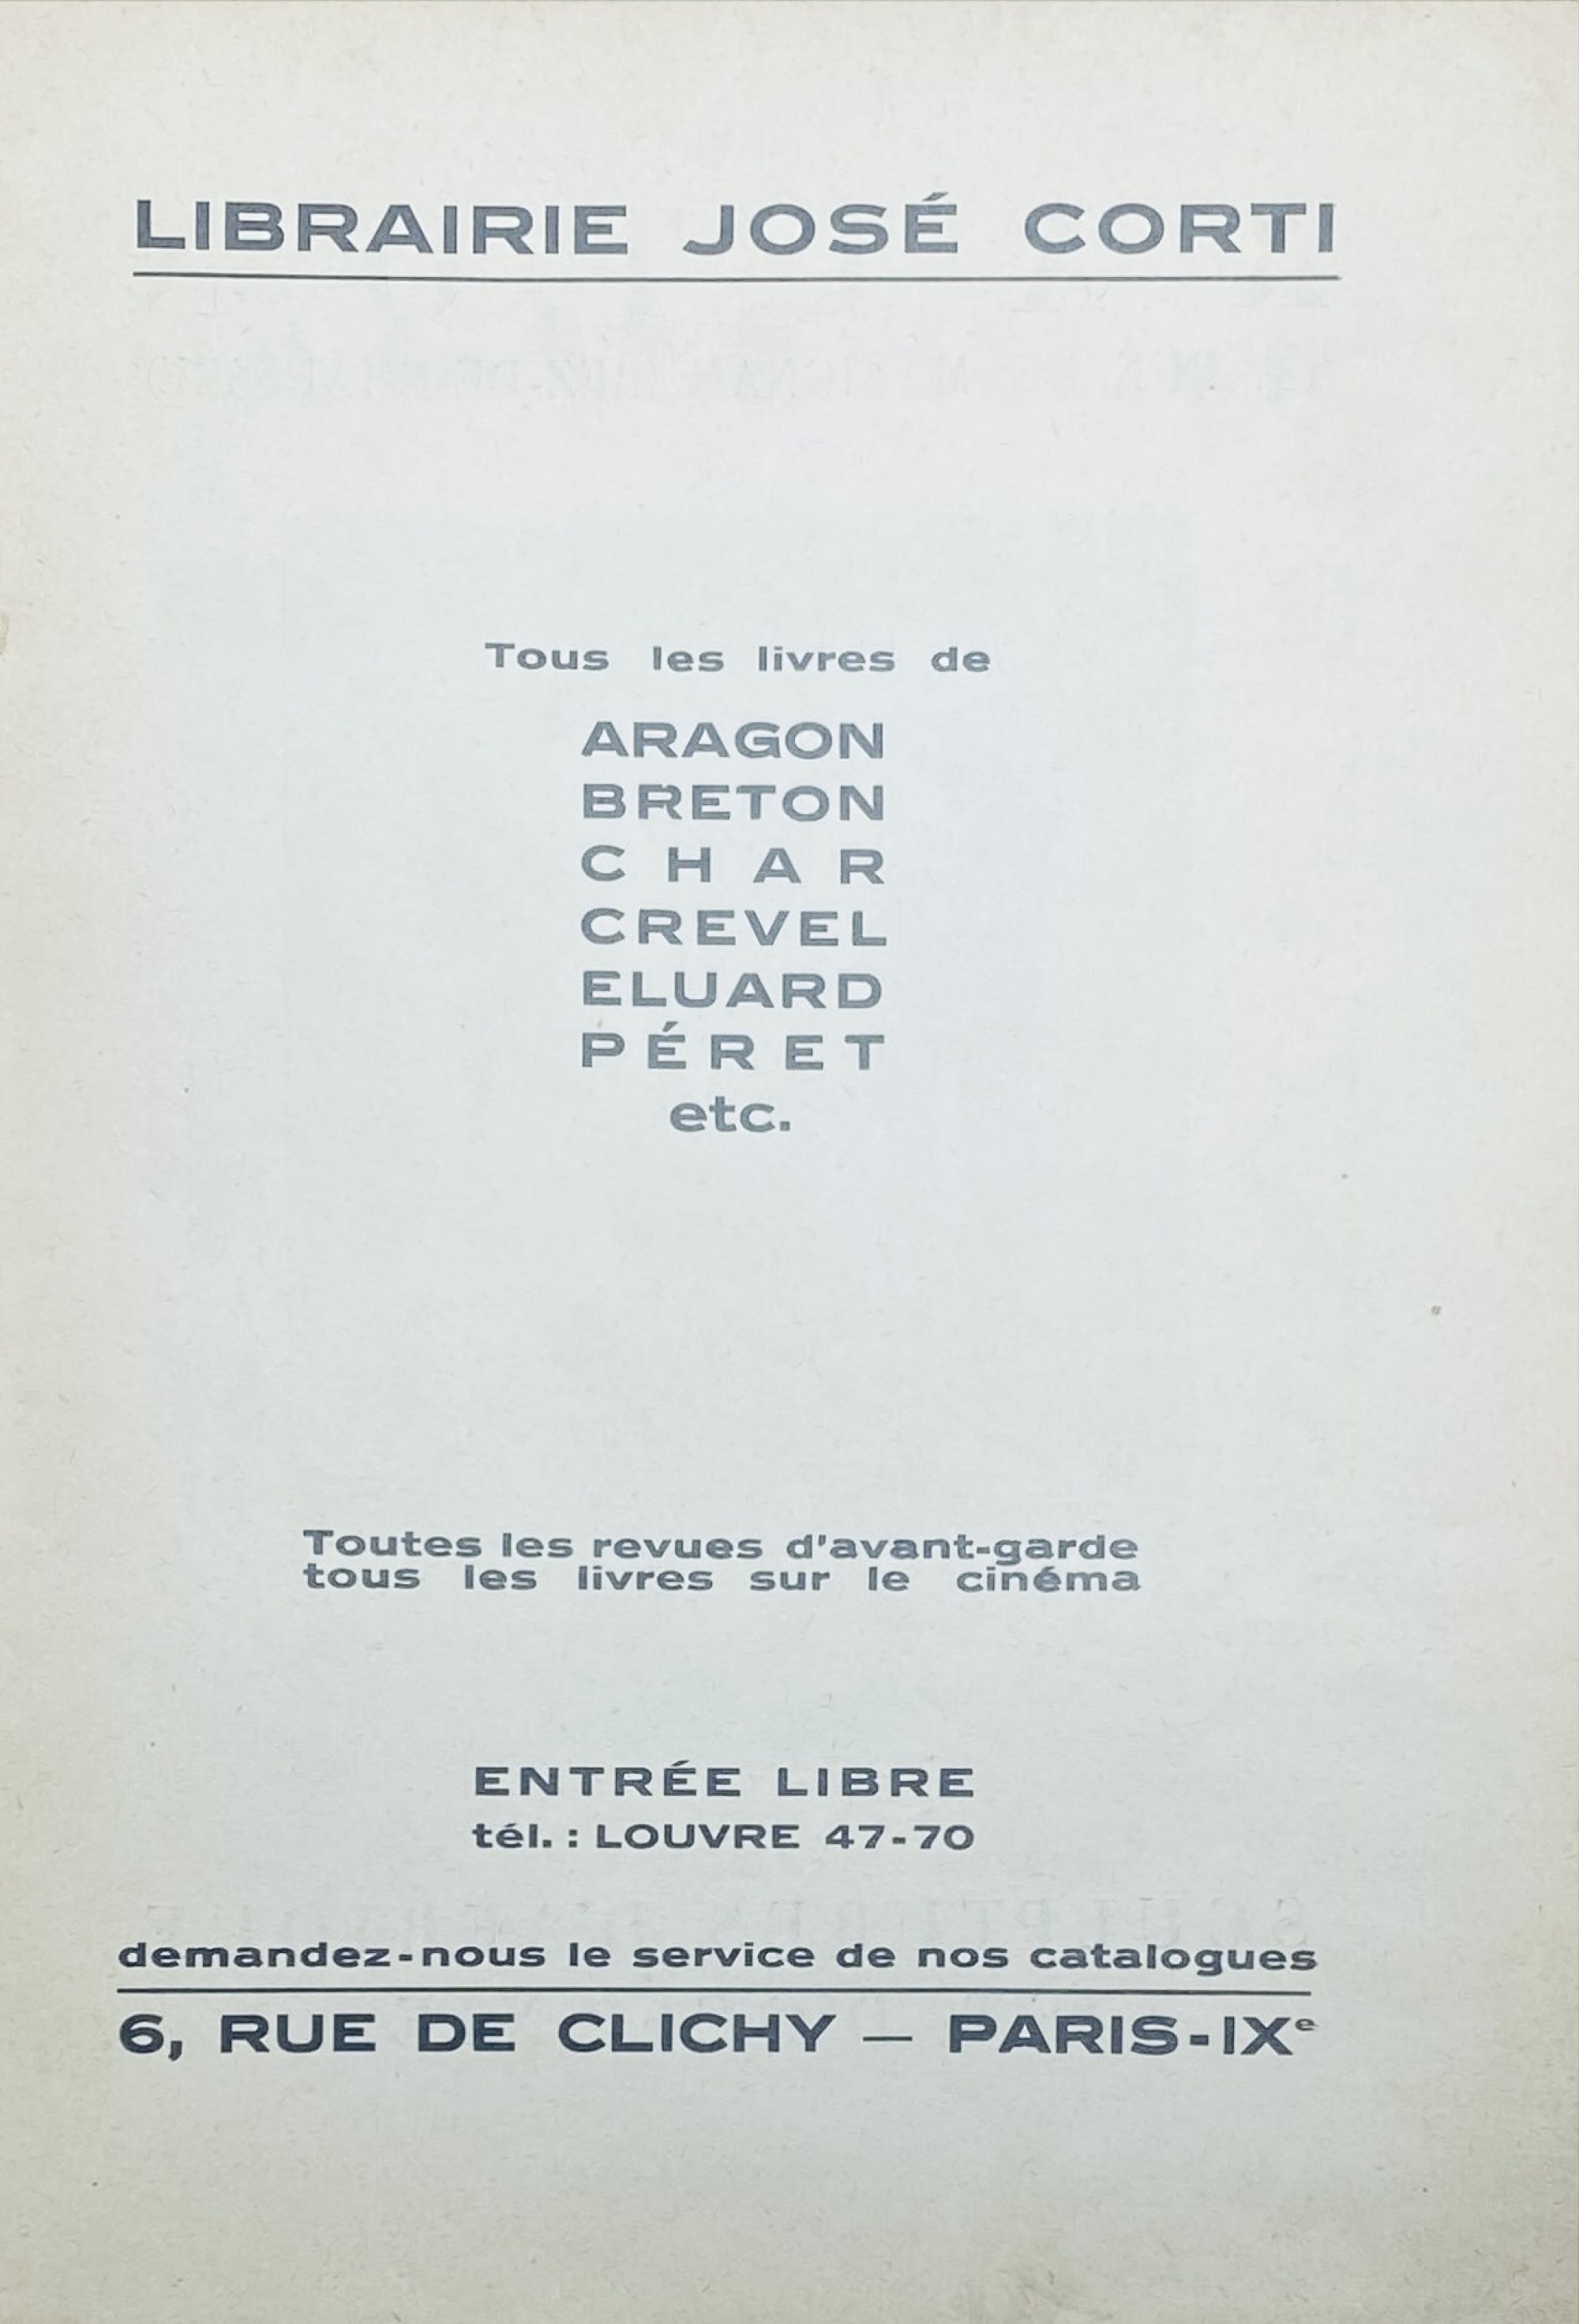 LIBRAIRIE JOSÉ CORTI
Tous les livres de
ARAGON
BRETON
CHAR
CREVEL
ELUARD
PÉRET
etc.
Toutes les revues d'avant-garde
tous les livres sur le cinéma
ENTRÉE LIBRE
tél. : LOUVRE 47-70
demandez-nous le service de nos catalogues
6, RUE DE CLICHY — PARIS-IXᵉ